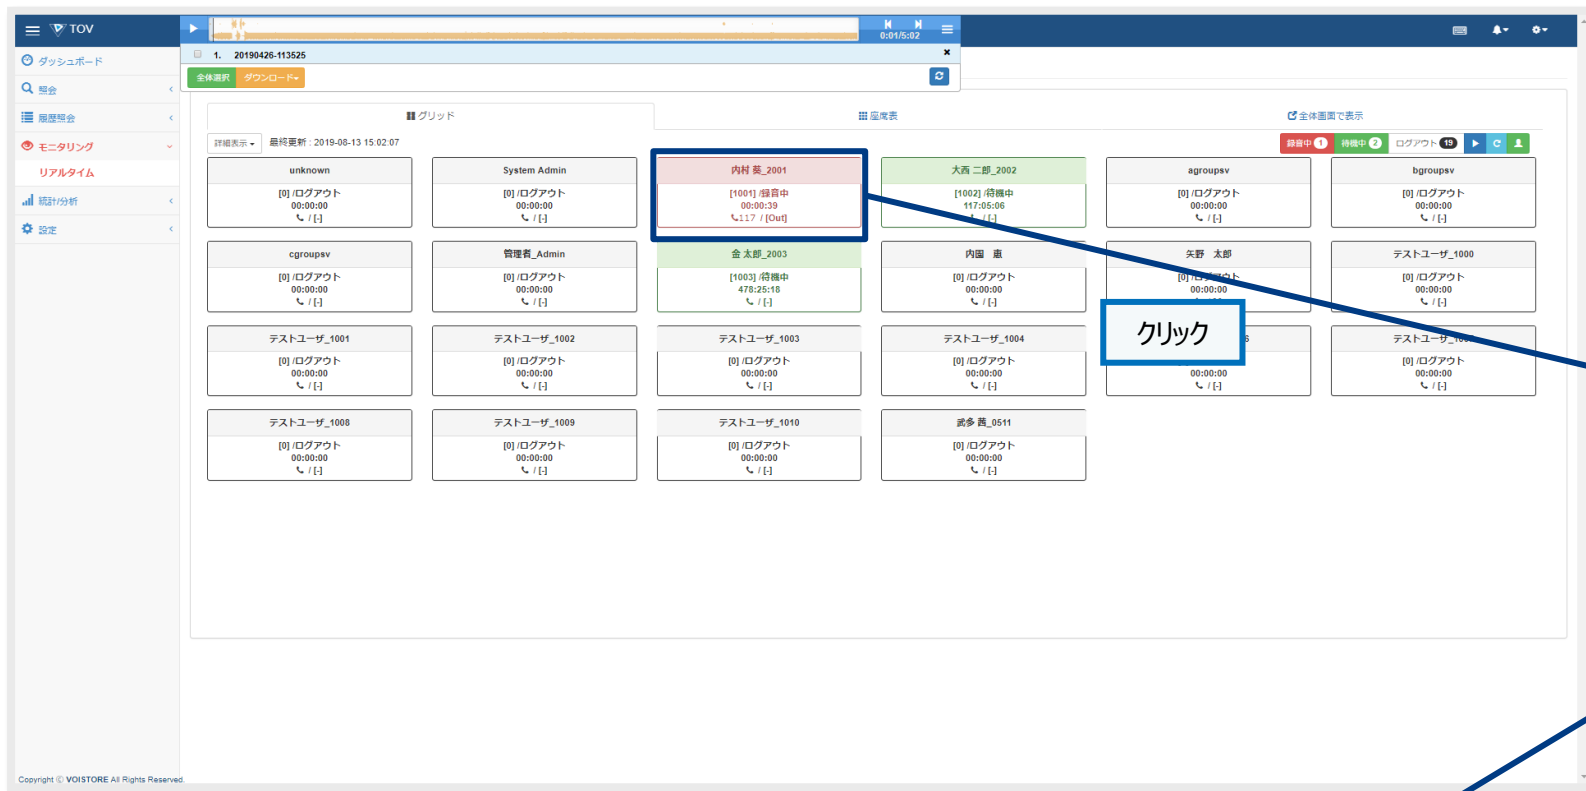 TOV
0:01/5:02
1. 20190426-113525
全体選択 ダウンロード
ダッシュボード
照会
履歴照会
モニタリング
リアルタイム
統計/分析
設定
グリッド 座席表 全体画面で表示
詳細表示 最終更新 : 2019-08-13 15:02:07 録音中 1 待機中 2 ログアウト 19
unknown
[0] /ログアウト
00:00:00
/ [-]
System Admin
[0] /ログアウト
00:00:00
/ [-]
内村 葵_2001
[1001] /録音中
00:00:39
117 / [Out]
大西 二郎_2002
[1002] /待機中
117:05:06
/ [-]
agroupsv
[0] /ログアウト
00:00:00
/ [-]
bgroupsv
[0] /ログアウト
00:00:00
/ [-]
cgroupsv
[0] /ログアウト
00:00:00
/ [-]
管理者_Admin
[0] /ログアウト
00:00:00
/ [-]
金 太郎_2003
[1003] /待機中
478:25:18
/ [-]
内園 恵
[0] /ログアウト
00:00:00
/ [-]
矢野 太郎
[0] /ログアウト
00:00:00
テストユーザ_1000
[0] /ログアウト
00:00:00
/ [-]
テストユーザ_1001
[0] /ログアウト
00:00:00
/ [-]
テストユーザ_1002
[0] /ログアウト
00:00:00
/ [-]
テストユーザ_1003
[0] /ログアウト
00:00:00
/ [-]
テストユーザ_1004
[0] /ログアウト
00:00:00
/ [-]
クリック
00:00:00
/ [-]
[0] /ログアウト
00:00:00
/ [-]
テストユーザ_1008
[0] /ログアウト
00:00:00
/ [-]
テストユーザ_1009
[0] /ログアウト
00:00:00
/ [-]
テストユーザ_1010
[0] /ログアウト
00:00:00
/ [-]
武多 茜_0511
[0] /ログアウト
00:00:00
/ [-]
Copyright © VOISTORE All Rights Reserved.